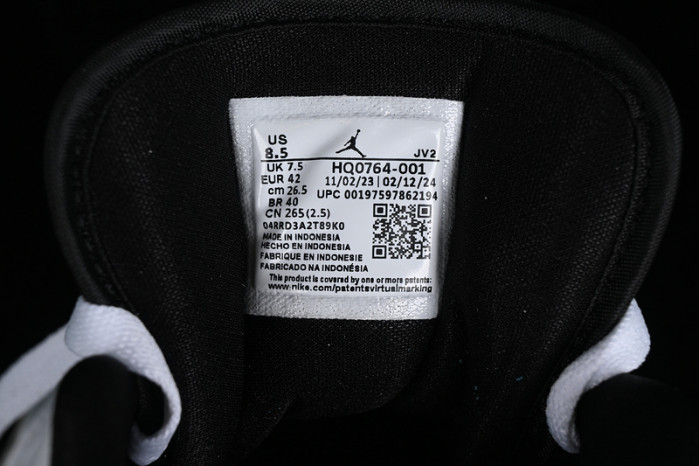 US
8.5
JV2
UK 7.5
HQ0764-001
EUR 42
11/02/23 | 02/12/24
cm 26.5
UPC 00197597862194
BR 40
CN 265 (2.5)
04RRD3A2T89K0
MADE IN INDONESIA
HECHO EN INDONESIA
FABRIQUE EN INDONESIE
FABRICADO NA INDONÉSIA
This product is covered by one or more patents:
www.nike.com/patentsvirtualmarking